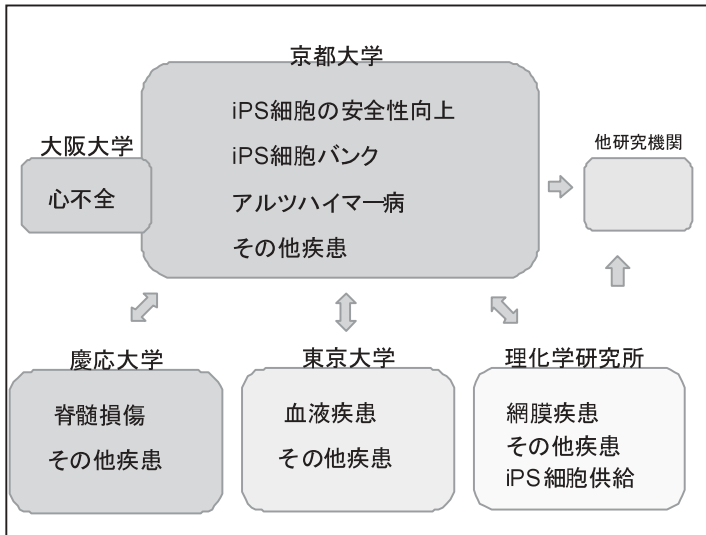 京都大学
iPS細胞の安全性向上
iPS細胞バンク
アルツハイマー病
その他疾患
大阪大学
心不全
他研究機関
慶応大学
脊髄損傷
その他疾患
東京大学
血液疾患
その他疾患
理化学研究所
網膜疾患
その他疾患
iPS細胞供給